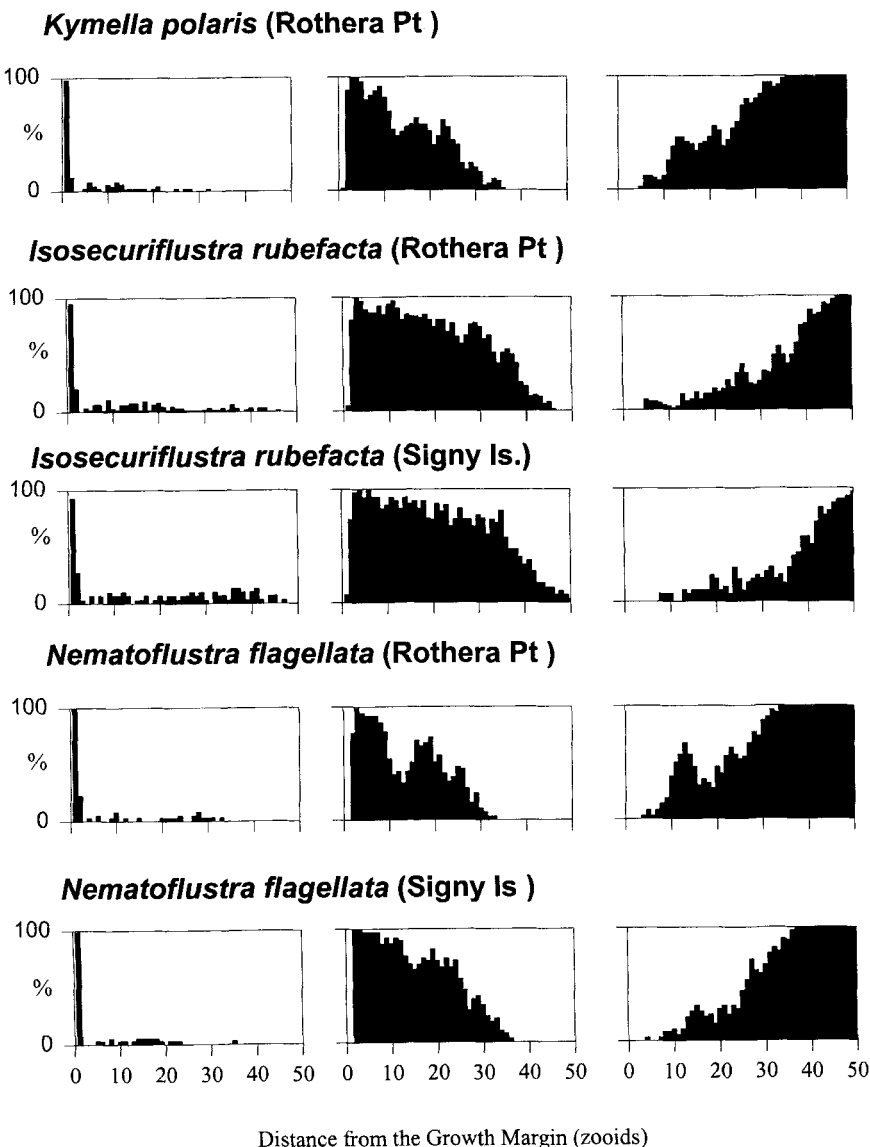 Kymella polaris (Rothera Pt )
100
%
0
Isosecuriflustra rubefacta (Rothera Pt )
100
%
0
Isosecuriflustra rubefacta (Signy Is.)
100
%
0
Nematoflustra flagellata (Rothera Pt )
100
%
0
Nematoflustra flagellata (Signy Is )
100
%
0
0 10 20 30 40 50 0 10 20 30 40 50 0 10 20 30 40 50
Distance from the Growth Margin (zooids)